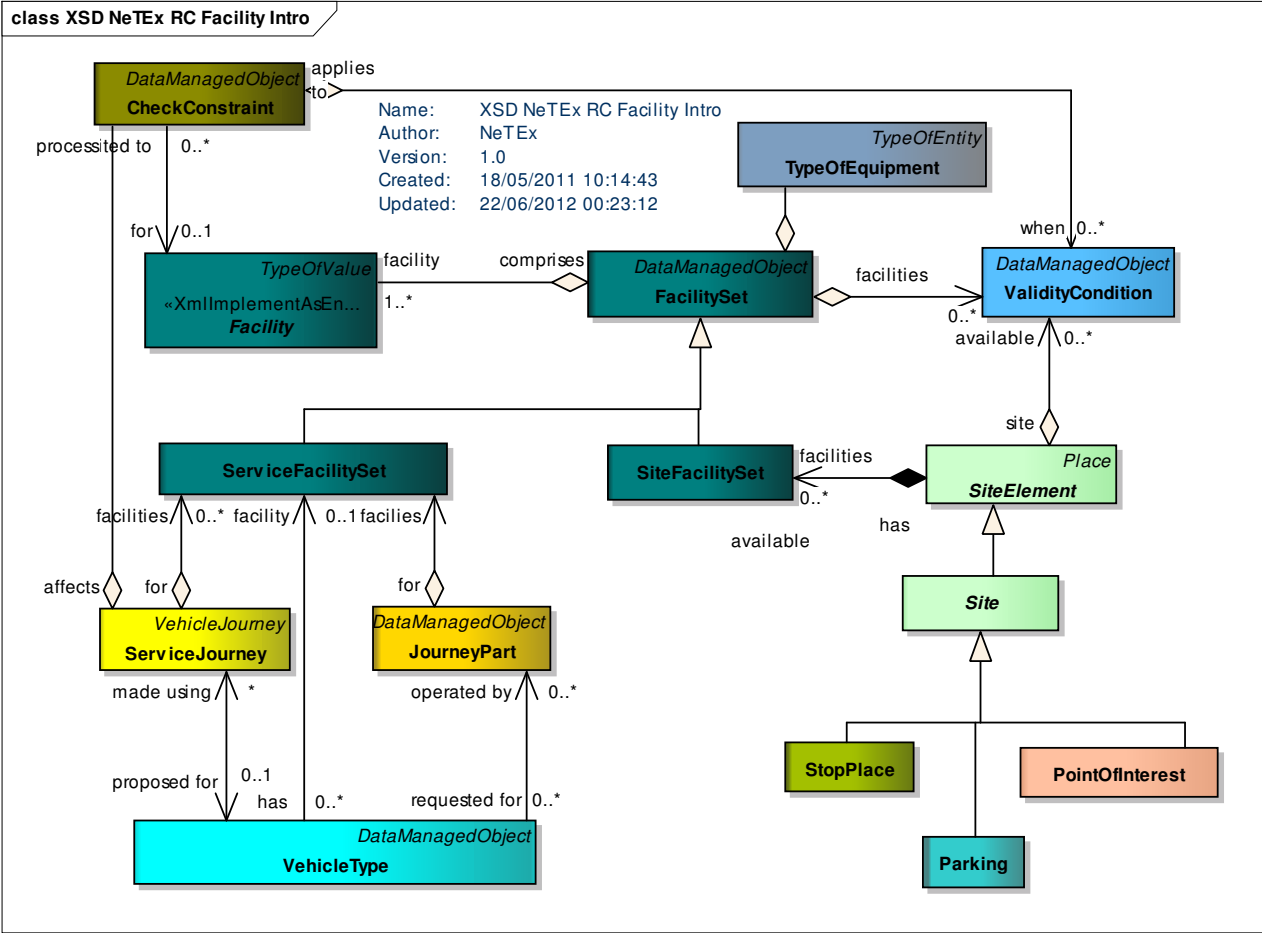 class XSD NeTEx RC Facility Intro
DataManagedObject
CheckConstraint
applies
to
Name: XSD NeTEx RC Facility Intro
Author: NeTEx
Version: 1.0
Created: 18/05/2011 10:14:43
Updated: 22/06/2012 00:23:12
TypeOfEntity
TypeOfEquipment
0..*
for 0..1
when 0..*
TypeOfValue
«XmlImplementAsEn...
Facility
facility
1..*
comprises
DataManagedObject
FacilitySet
facilities
0..*
DataManagedObject
ValidityCondition
available 0..*
site
ServiceFacilitySet
SiteFacilitySet
facilities
0..*
Place
SiteElement
facilities 0..* facility 0..1 facilies
available
has
affects for for
Site
VehicleJourney
ServiceJourney
DataManagedObject
JourneyPart
made using *
operated by 0..*
proposed for 0..1
has 0..*
requested for 0..*
StopPlace
PointOfInterest
DataManagedObject
VehicleType
Parking